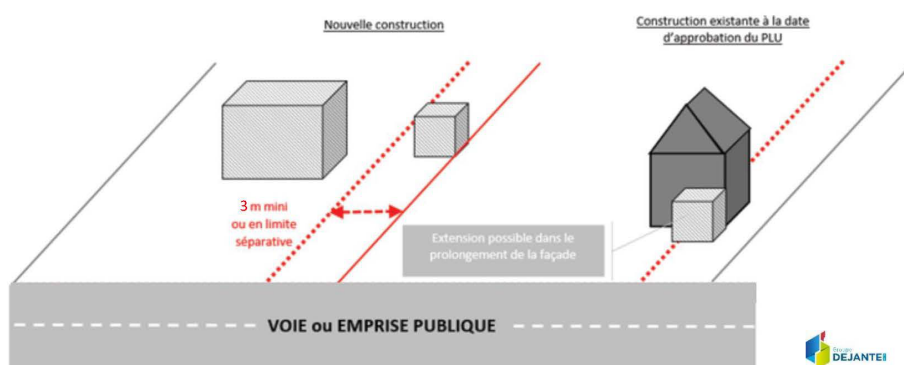 Nouvelle construction
Construction existante à la date
d'approbation du PLU
3 m mini
ou en limite
séparative
Extension possible dans le
prolongement de la façade
VOIE ou EMPRISE PUBLIQUE
Groupe
DEJANTE